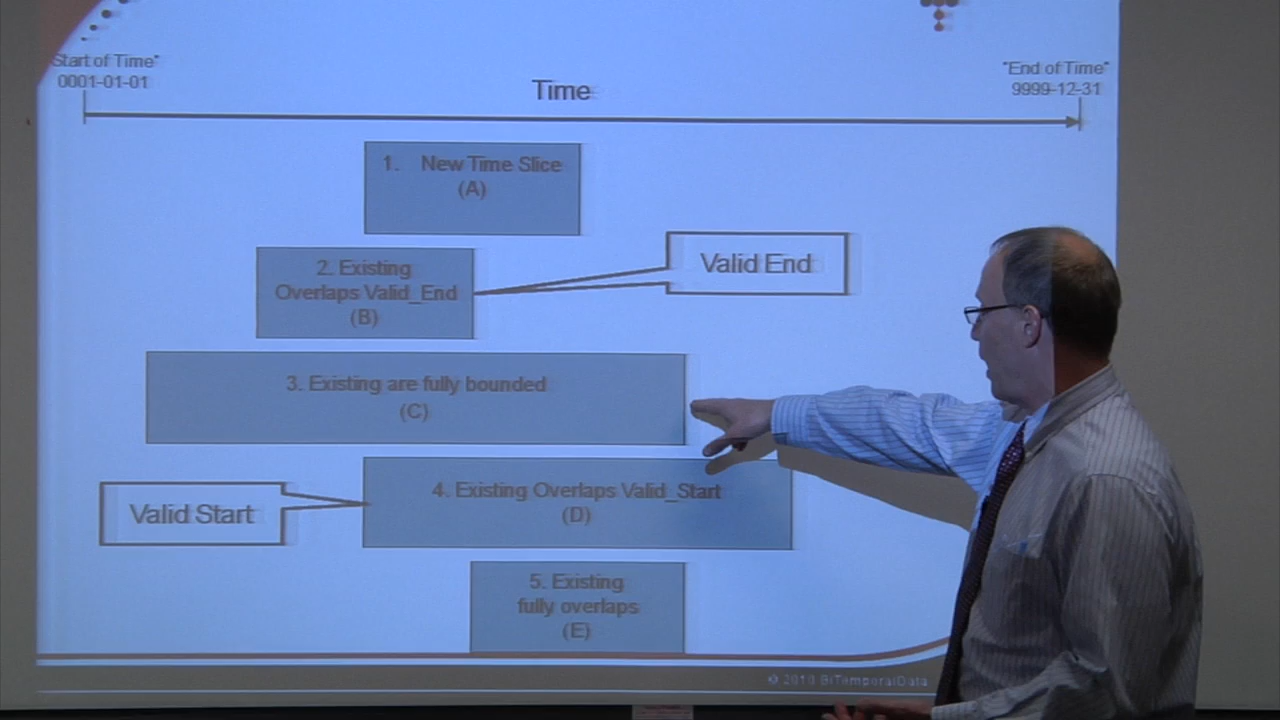 Start of Time"
0001-01-01
"End of Time"
9999-12-31
Time
1. New Time Slice
(A)
2. Existing
Overlaps Valid_End
(B)
Valid End
3. Existing are fully bounded
(C)
4. Existing Overlaps Valid_Start
(D)
Valid Start
5. Existing
fully overlaps
(E)
© 2010 BiTemporalData